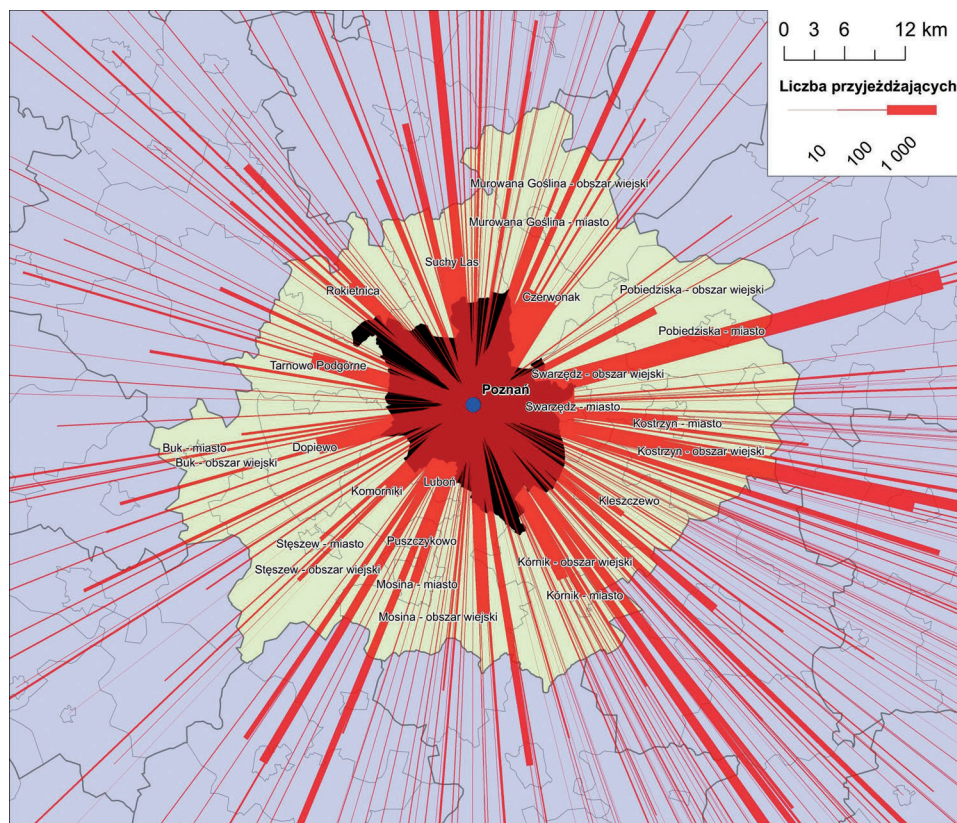 0 3 6 12 km
Liczba przyjeżdżających
10 100 1 000
Murowana Goślina - obszar wiejski
Murowana Goślina - miasto
Suchy Las
Rokietnica
Czerwonak
Pobiedziska - obszar wiejski
Pobiedziska - miasto
Tarnowo Podgórne
Swarzędz - obszar wiejski
Poznań
Swarzędz - miasto
Kostrzyn - miasto
Buk - miasto
Dopiewo
Kostrzyn - obszar wiejski
Buk - obszar wiejski
Luboń
Komorniki
Kleszczewo
Stęszew - miasto
Puszczykowo
Kórnik - obszar wiejski
Stęszew - obszar wiejski
Mosina - miasto
Kórnik - miasto
Mosina - obszar wiejski